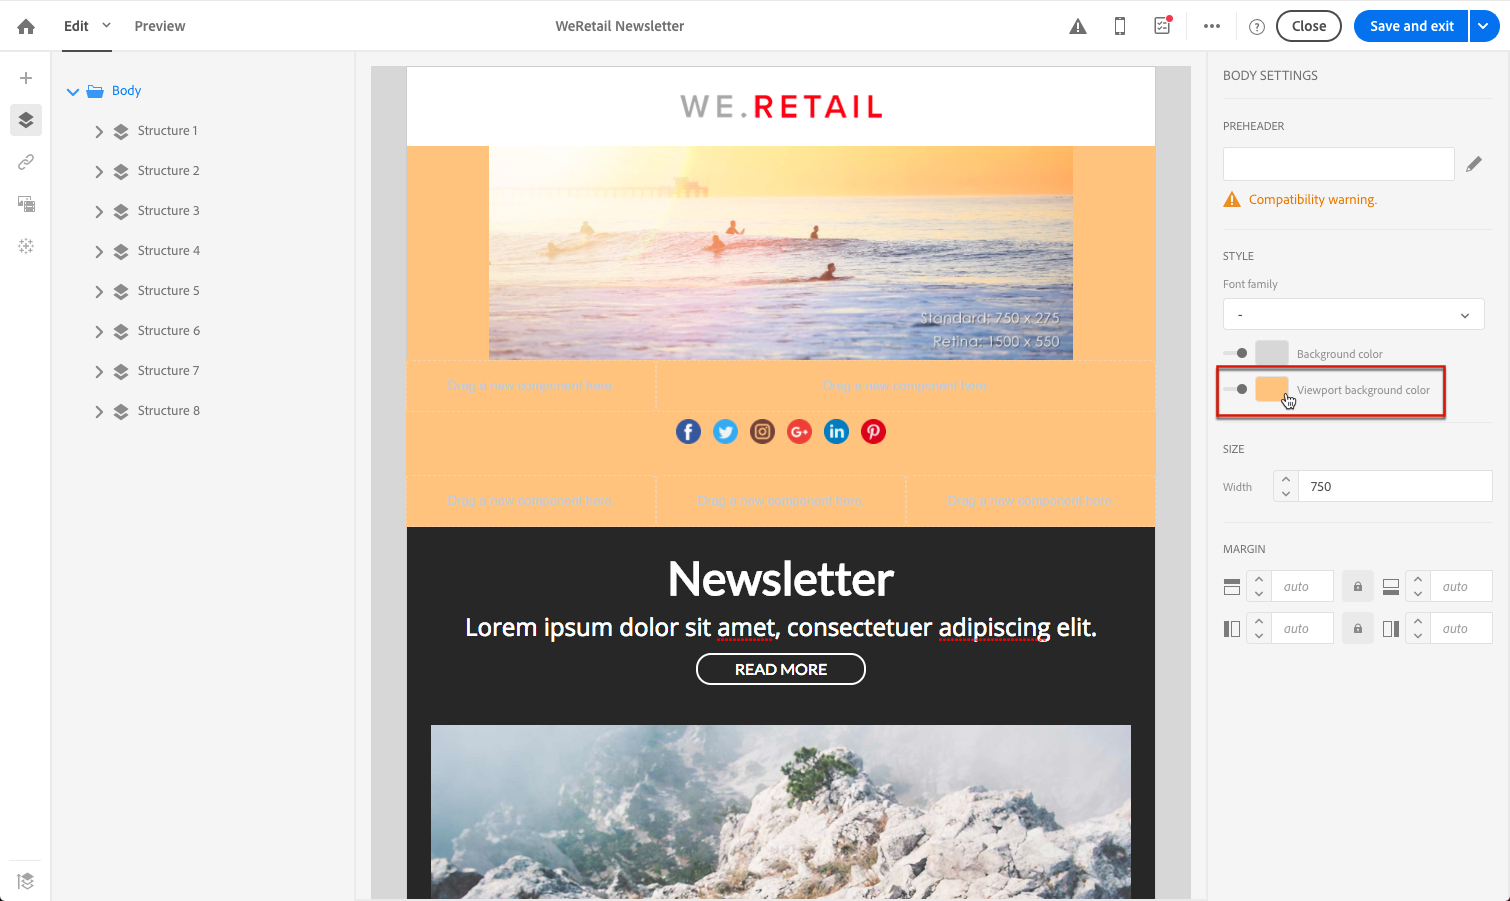 Edit
Preview
WeRetail Newsletter
Close
Save and exit
Body
Structure 1
Structure 2
Structure 3
Structure 4
Structure 5
Structure 6
Structure 7
Structure 8
WE.RETAIL
Standard: 750 x 275
Retina: 1500 x 550
Drag a new component here. Drag a new component here.
Drag a new component here. Drag a new component here. Drag a new component here.
Newsletter
Lorem ipsum dolor sit amet, consectetuer adipiscing elit.
READ MORE
BODY SETTINGS
PREHEADER
Compatibility warning.
STYLE
Font family
-
Background color
Viewport background color
SIZE
Width 750
MARGIN
auto auto
auto auto